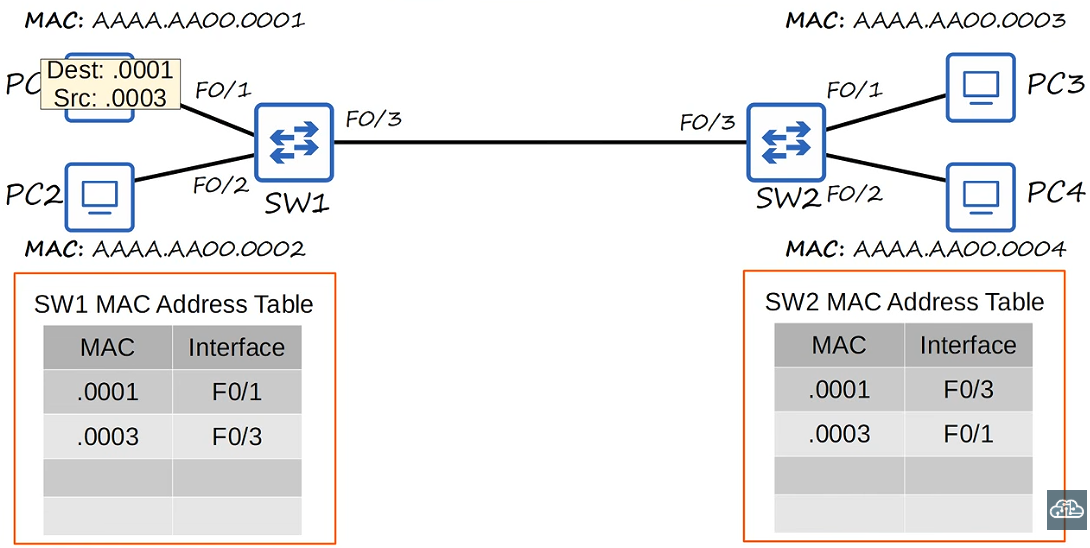 MAC: AAAA.AA00.0001
MAC: AAAA.AA00.0003
PC
Dest: .0001
Src: .0003
F0/1
F0/3
F0/3
F0/1
PC3
PC2
F0/2
SW1
SW2
F0/2
PC4
MAC: AAAA.AA00.0002
MAC: AAAA.AA00.0004
SW1 MAC Address Table
MAC Interface
.0001 F0/1
.0003 F0/3
SW2 MAC Address Table
MAC Interface
.0001 F0/3
.0003 F0/1